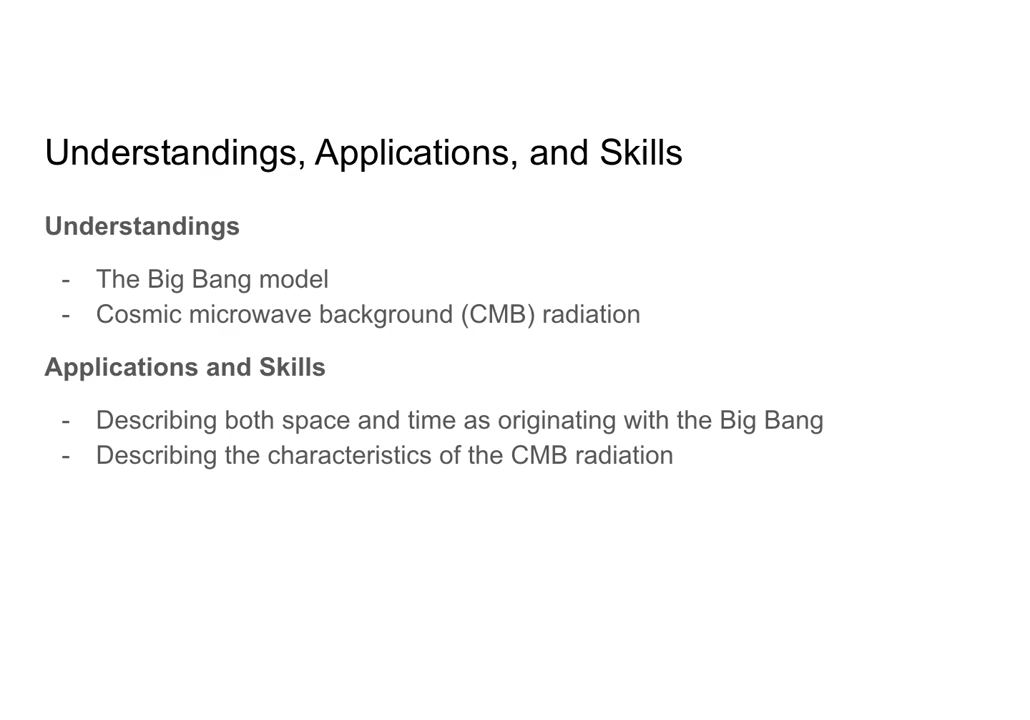 Understandings, Applications, and Skills
Understandings
- The Big Bang model
- Cosmic microwave background (CMB) radiation
Applications and Skills
- Describing both space and time as originating with the Big Bang
- Describing the characteristics of the CMB radiation